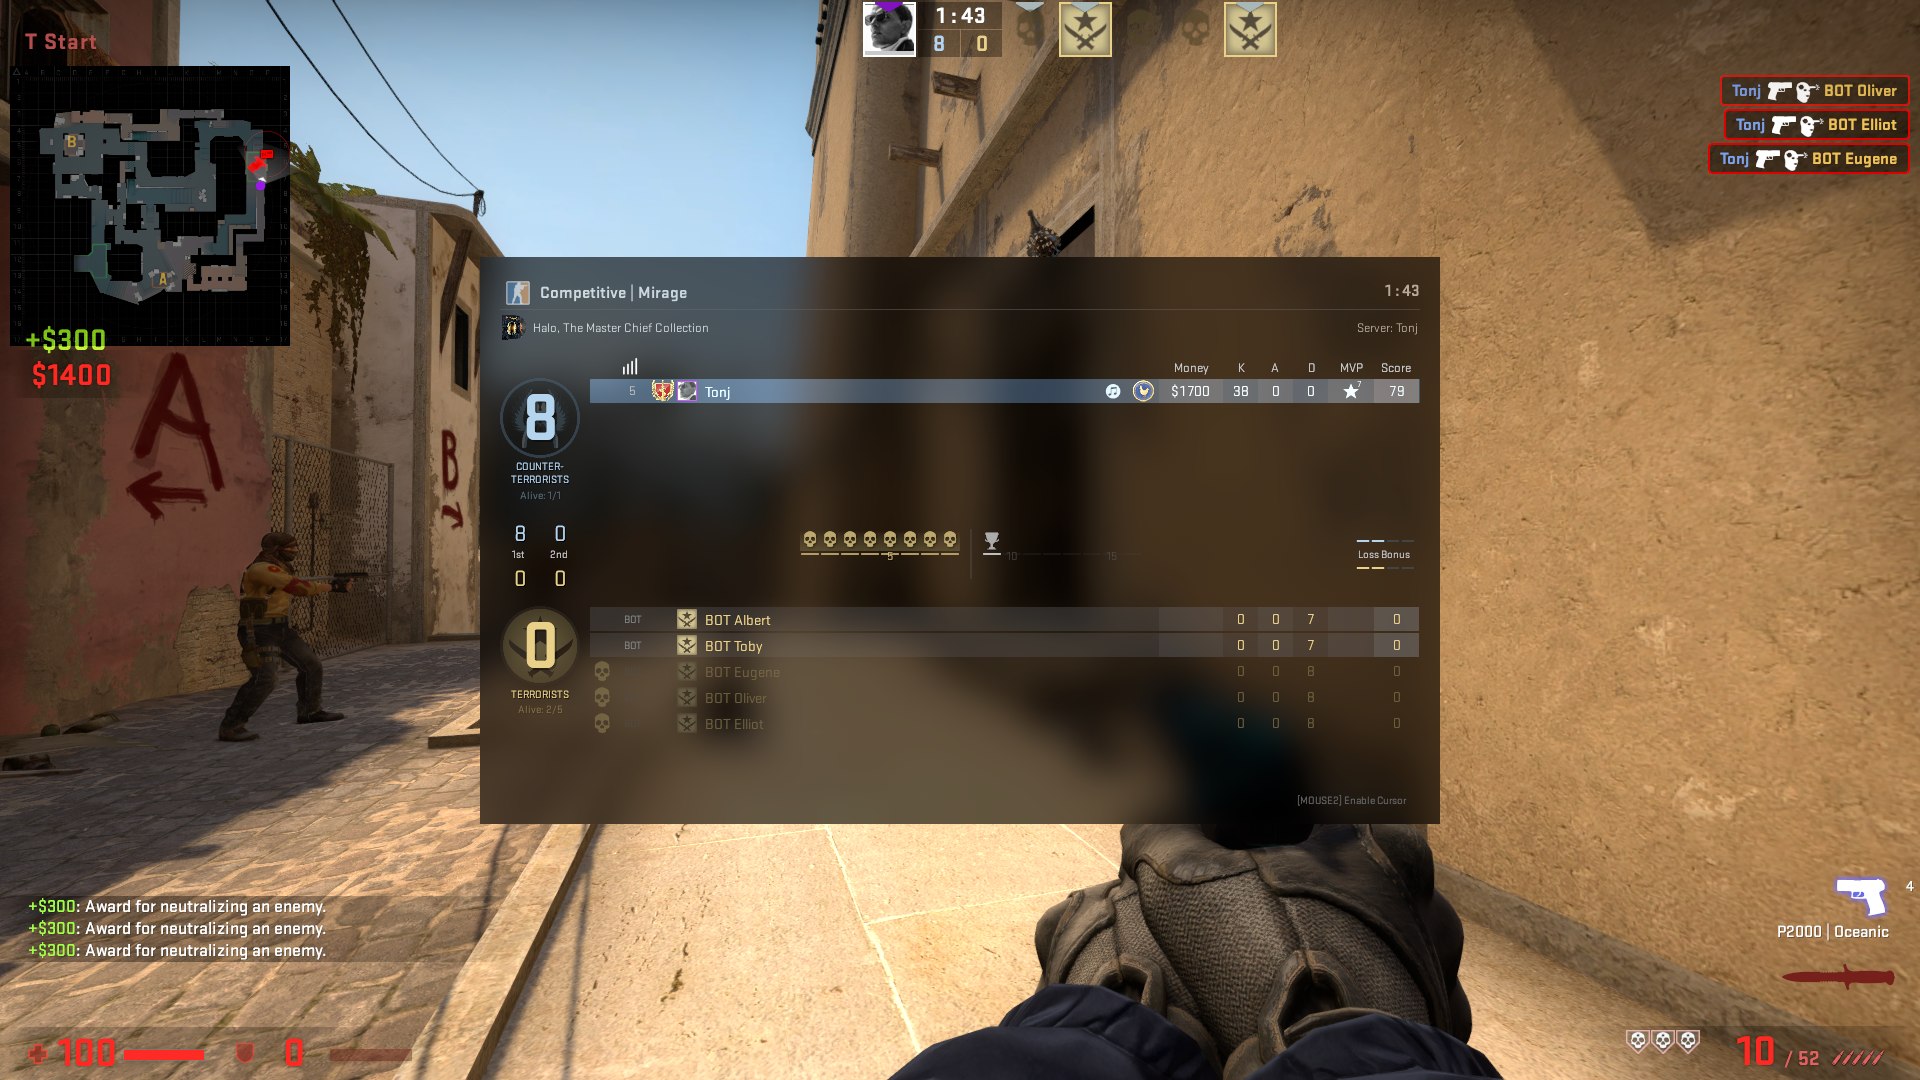 T Start
1:43
8 0
B
A
+$300
$1400
Tonj BOT Oliver
Tonj BOT Elliot
Tonj BOT Eugene
A
B
Competitive | Mirage
1:43
Halo, The Master Chief Collection
Server: Tonj
Money K A D MVP Score
5 Tonj $1700 38 0 0 7 79
8
COUNTER-
TERRORISTS
Alive: 1/1
8 0
1st 2nd
0 0
5 10 15
Loss Bonus
0
TERRORISTS
Alive: 2/5
BOT BOT Albert 0 0 7 0
BOT BOT Toby 0 0 7 0
BOT Eugene 0 0 8 0
BOT Oliver 0 0 8 0
BOT Elliot 0 0 8 0
[MOUSE2] Enable Cursor
+$300: Award for neutralizing an enemy.
+$300: Award for neutralizing an enemy.
+$300: Award for neutralizing an enemy.
4
P2000 | Oceanic
100 0
10 / 52